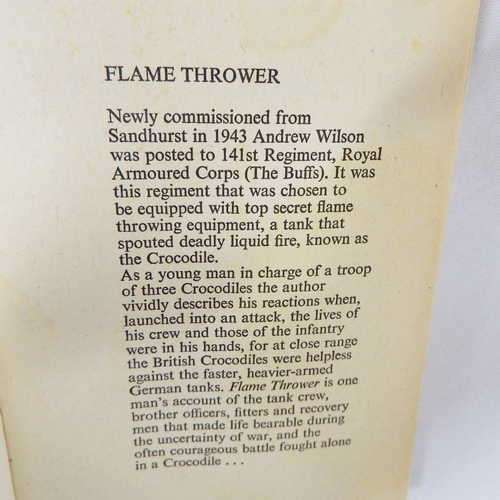 FLAME THROWER
Newly commissioned from
Sandhurst in 1943 Andrew Wilson
was posted to 141st Regiment, Royal
Armoured Corps (The Buffs). It was
this regiment that was chosen to
be equipped with top secret flame
throwing equipment, a tank that
spouted deadly liquid fire, known as
the Crocodile.
As a young man in charge of a troop
of three Crocodiles the author
vividly describes his reactions when,
launched into an attack, the lives of
his crew and those of the infantry
were in his hands, for at close range
the British Crocodiles were helpless
against the faster, heavier-armed
German tanks. Flame Thrower is one
man's account of the tank crew,
brother officers, fitters and recovery
men that made life bearable during
the uncertainty of war, and the
often courageous battle fought alone
in a Crocodile . . .